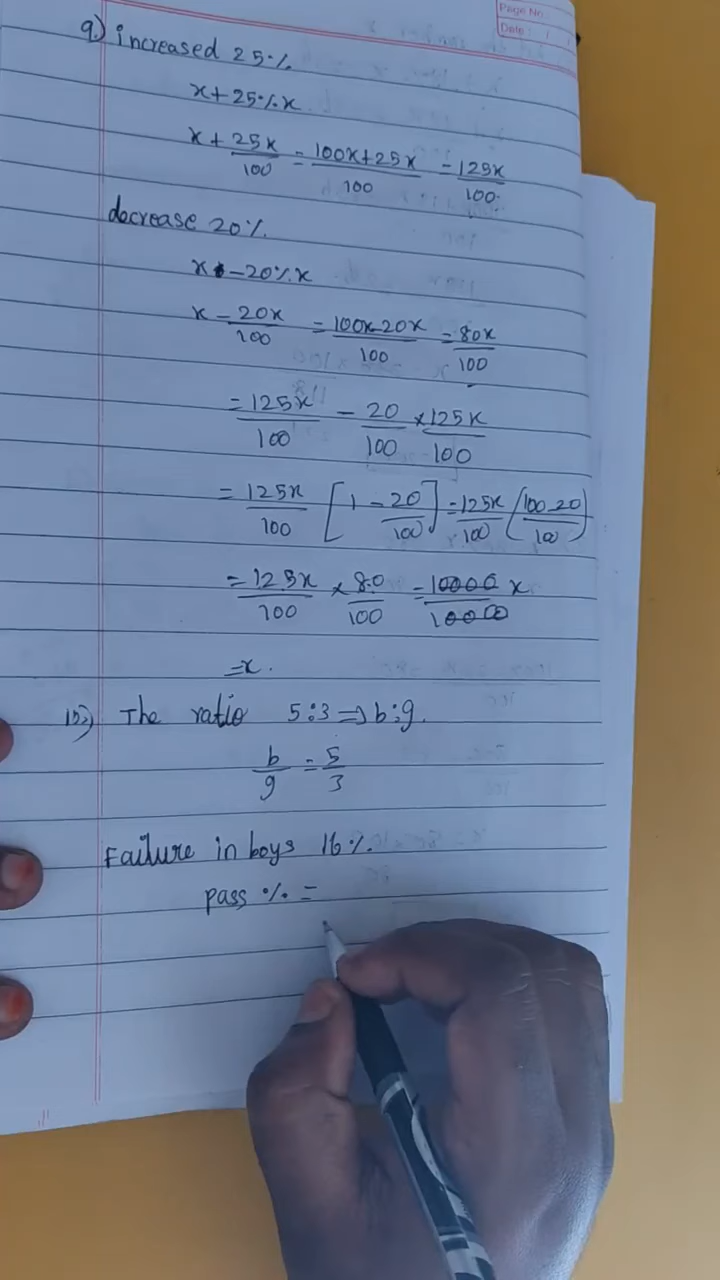 Page No.
Date: / /
9.) increased 25%
x + 25% x
x + 25x/100 = 100x+25x/100 = 125x/100
decrease 20%
x - 20% x
x - 20x/100 = 100x-20x/100 = 80x/100
= 125x/100 - 20/100 × 125x/100
= 125x/100 [1 - 20/100] = 125x/100 (100-20/100)
= 125x/100 × 80/100 = 10000/10000 x
= x.
10.) The ratio 5:3 => b:g.
b/g = 5/3
Failure in boys 16%.
pass % =